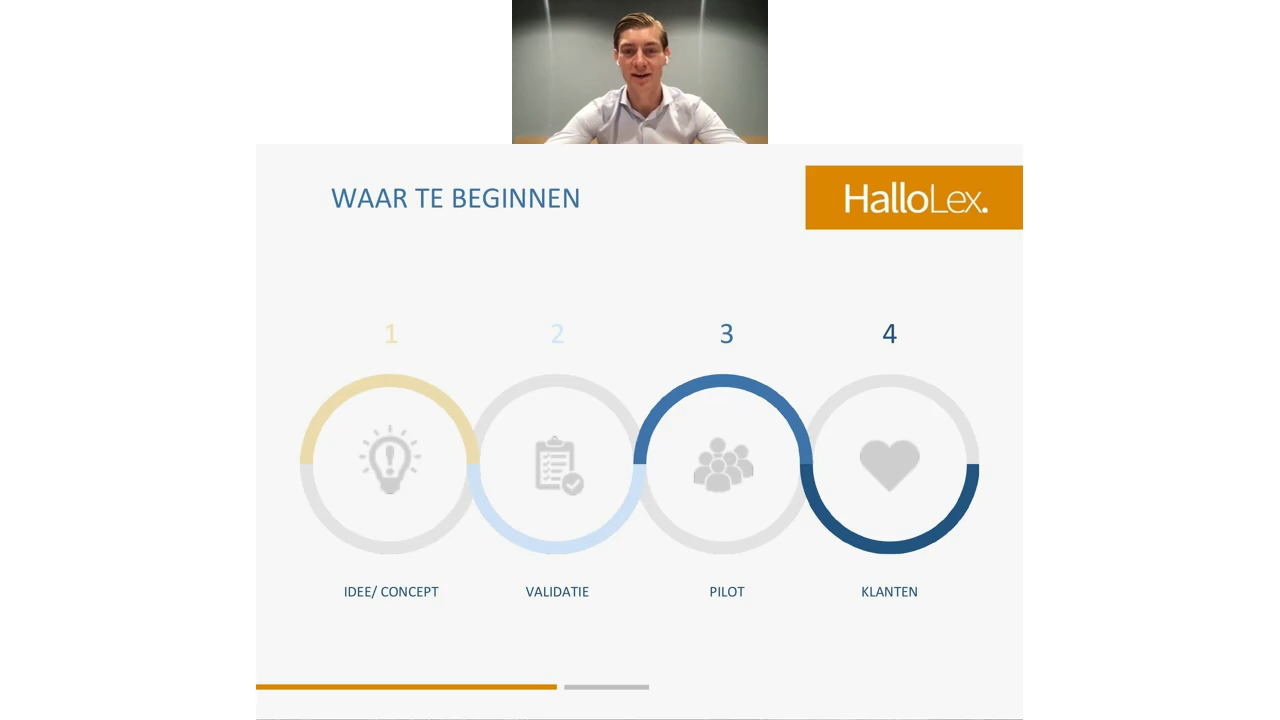 WAAR TE BEGINNEN
HalloLex.
1 2 3 4
IDEE/ CONCEPT VALIDATIE PILOT KLANTEN